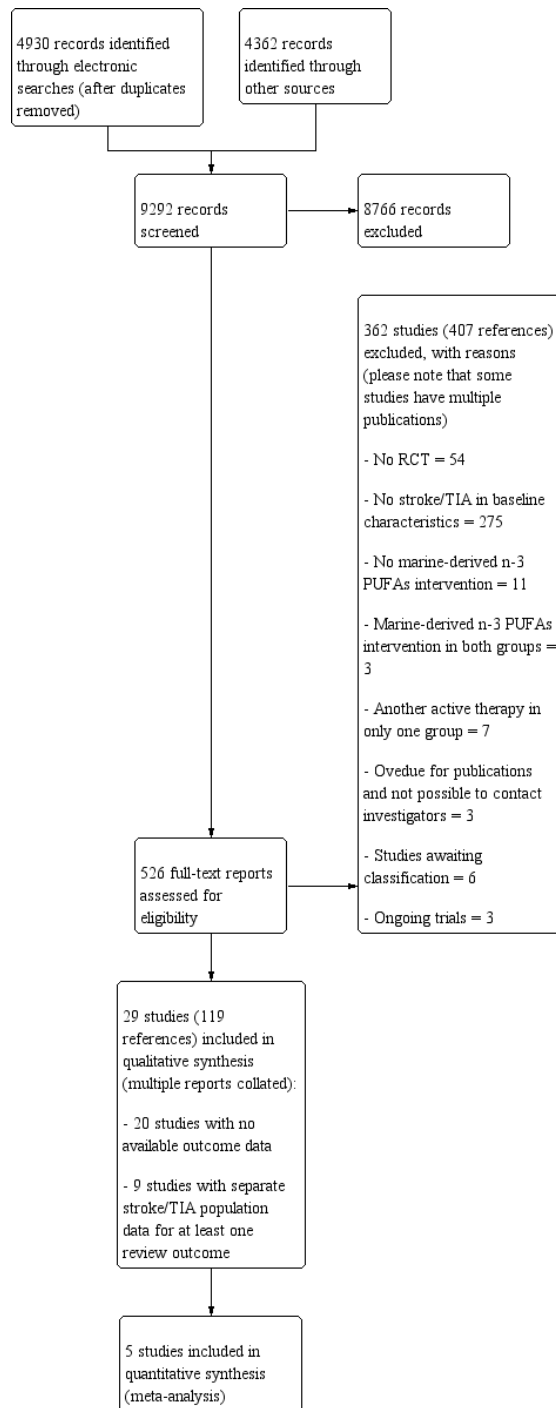 4930 records identified
through electronic
searches (after duplicates
removed)
4362 records
identified through
other sources
9292 records
screened
8766 records
excluded
362 studies (407 references)
excluded, with reasons
(please note that some
studies have multiple
publications)
- No RCT = 54
- No stroke/TIA in baseline
characteristics = 275
- No marine-derived n-3
PUFAs intervention = 11
- Marine-derived n-3 PUFAs
intervention in both groups =
3
- Another active therapy in
only one group = 7
- Ovedue for publications
and not possible to contact
investigators = 3
- Studies awaiting
classification = 6
- Ongoing trials = 3
526 full-text reports
assessed for
eligibility
29 studies (119
references) included in
qualitative synthesis
(multiple reports collated):
- 20 studies with no
available outcome data
- 9 studies with separate
stroke/TIA population
data for at least one
review outcome
5 studies included in
quantitative synthesis
(meta-analysis)